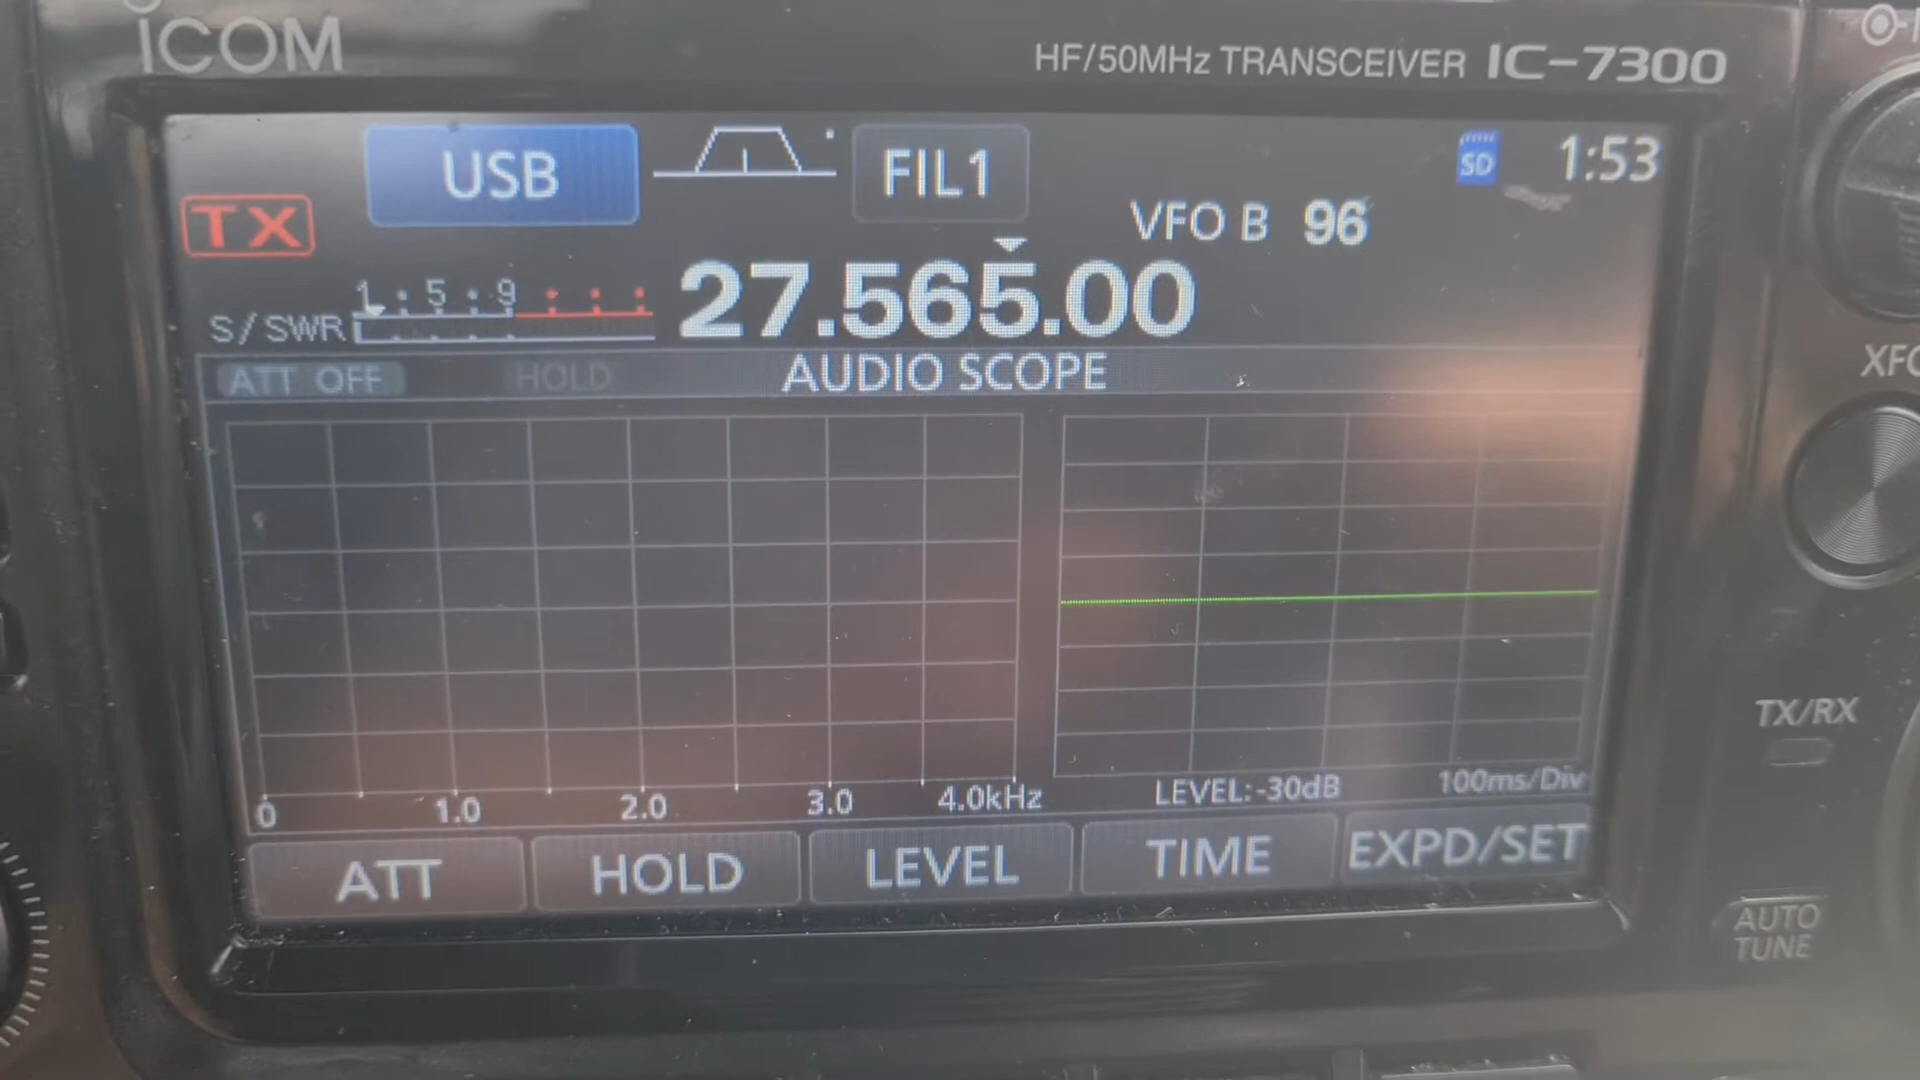 ICOM
HF/50MHz TRANSCEIVER IC-7300
USB FIL1 SD 1:53
TX VFO B 96
1 5 9 27.565.00
S/SWR
ATT OFF HOLD AUDIO SCOPE
XFC
0 1.0 2.0 3.0 4.0kHz LEVEL:-30dB 100ms/Div
TX/RX
ATT HOLD LEVEL TIME EXPD/SET
AUTO
TUNE